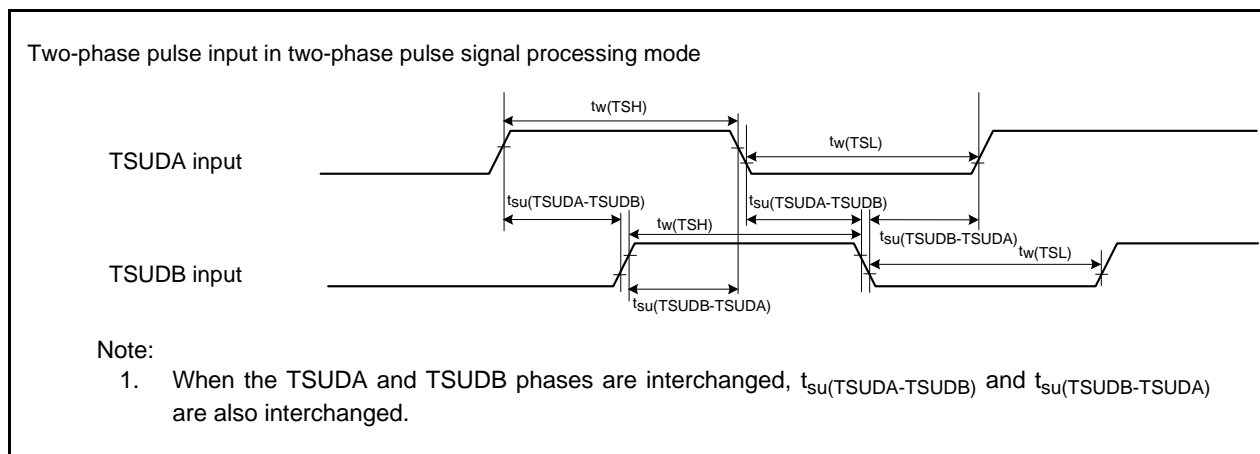 Two-phase pulse input in two-phase pulse signal processing mode
tw(TSH)
TSUDA input
tw(TSL)
tsu(TSUDA-TSUDB)
tsu(TSUDA-TSUDB)
tw(TSH)
tsu(TSUDB-TSUDA)
TSUDB input
tw(TSL)
tsu(TSUDB-TSUDA)
Note:
1. When the TSUDA and TSUDB phases are interchanged, tsu(TSUDA-TSUDB) and tsu(TSUDB-TSUDA)
are also interchanged.